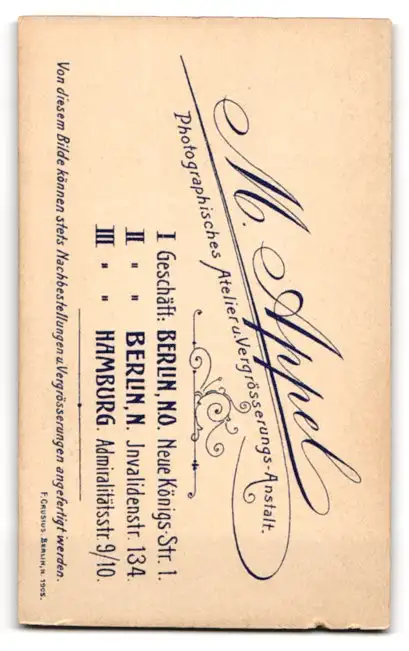 M. Appel
Photographisches Atelier u. Vergrösserungs-Anstalt.
I Geschäft: BERLIN, NO. Neue Königs-Str. 1.
II " " BERLIN, N Invalidenstr. 134.
III " " HAMBURG Admiralitätsstr. 9/10.
Von diesem Bilde können stets Nachbestellungen u. Vergrösserungen angefertigt werden.
F. CRUSIUS. BERLIN, N. 1905.